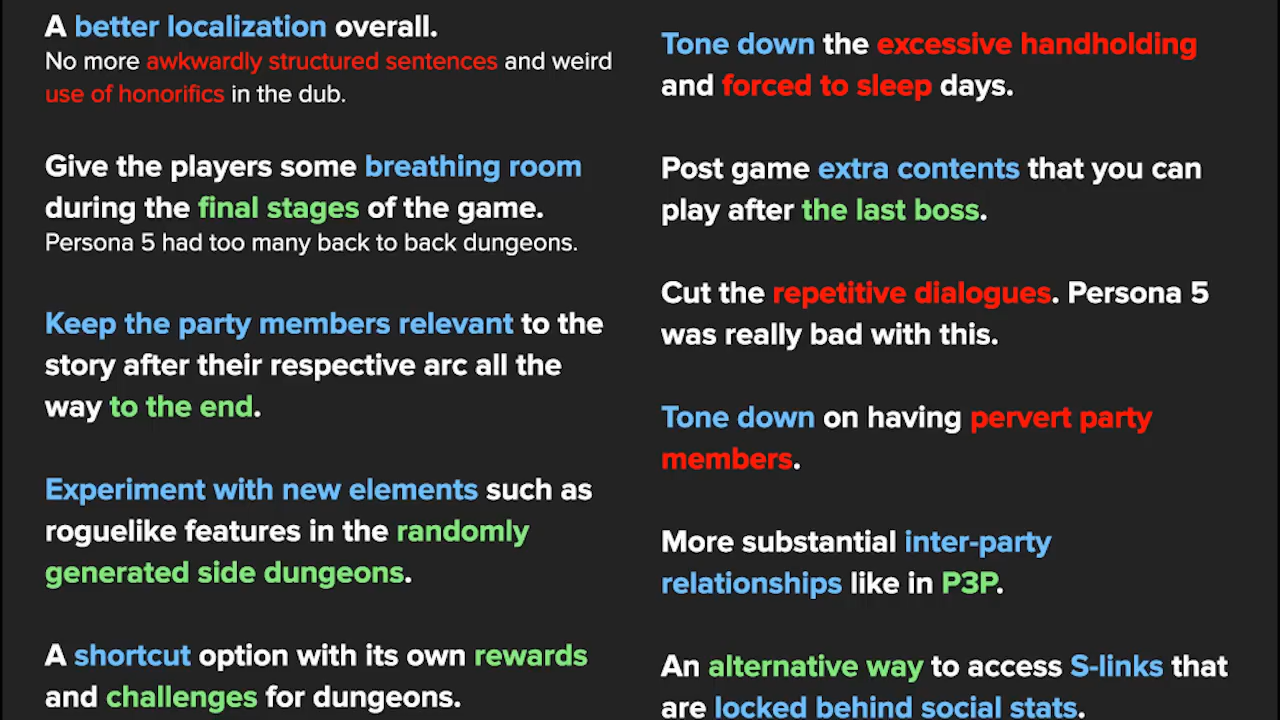 A better localization overall.
No more awkwardly structured sentences and weird
use of honorifics in the dub.
Give the players some breathing room
during the final stages of the game.
Persona 5 had too many back to back dungeons.
Keep the party members relevant to the
story after their respective arc all the
way to the end.
Experiment with new elements such as
roguelike features in the randomly
generated side dungeons.
A shortcut option with its own rewards
and challenges for dungeons.
Tone down the excessive handholding
and forced to sleep days.
Post game extra contents that you can
play after the last boss.
Cut the repetitive dialogues. Persona 5
was really bad with this.
Tone down on having pervert party
members.
More substantial inter-party
relationships like in P3P.
An alternative way to access S-links that
are locked behind social stats.